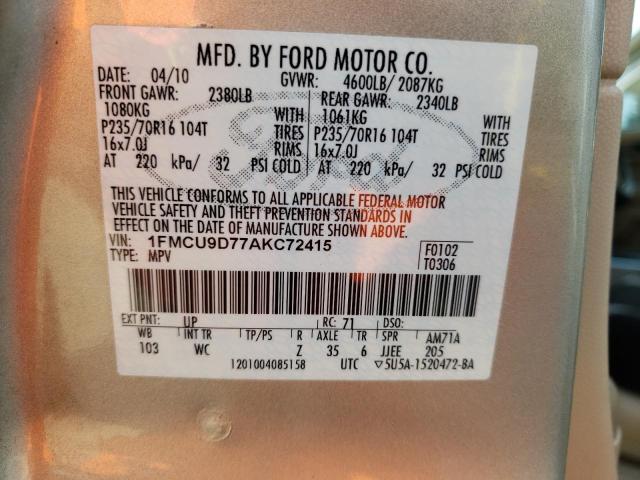 MFD. BY FORD MOTOR CO.
DATE: 04/10 GVWR: 4600LB/ 2087KG
FRONT GAWR: 2380LB REAR GAWR: 2340LB
1080KG WITH 1061KG WITH
P235/70R16 104T TIRES P235/70R16 104T TIRES
16x7.0J RIMS 16x7.0J RIMS
AT 220 kPa/ 32 PSI COLD AT 220 kPa/ 32 PSI COLD
THIS VEHICLE CONFORMS TO ALL APPLICABLE FEDERAL MOTOR
VEHICLE SAFETY AND THEFT PREVENTION STANDARDS IN
EFFECT ON THE DATE OF MANUFACTURE SHOWN ABOVE.
VIN: 1FMCU9D77AKC72415 F0102
TYPE: MPV T0306
EXT PNT: UP RC: 71 DSO:
WB INT TR TP/PS R AXLE TR SPR AM71A
103 WC Z 35 6 JJEE 205
1201004085158 UTC ▽5U5A-1520472-BA